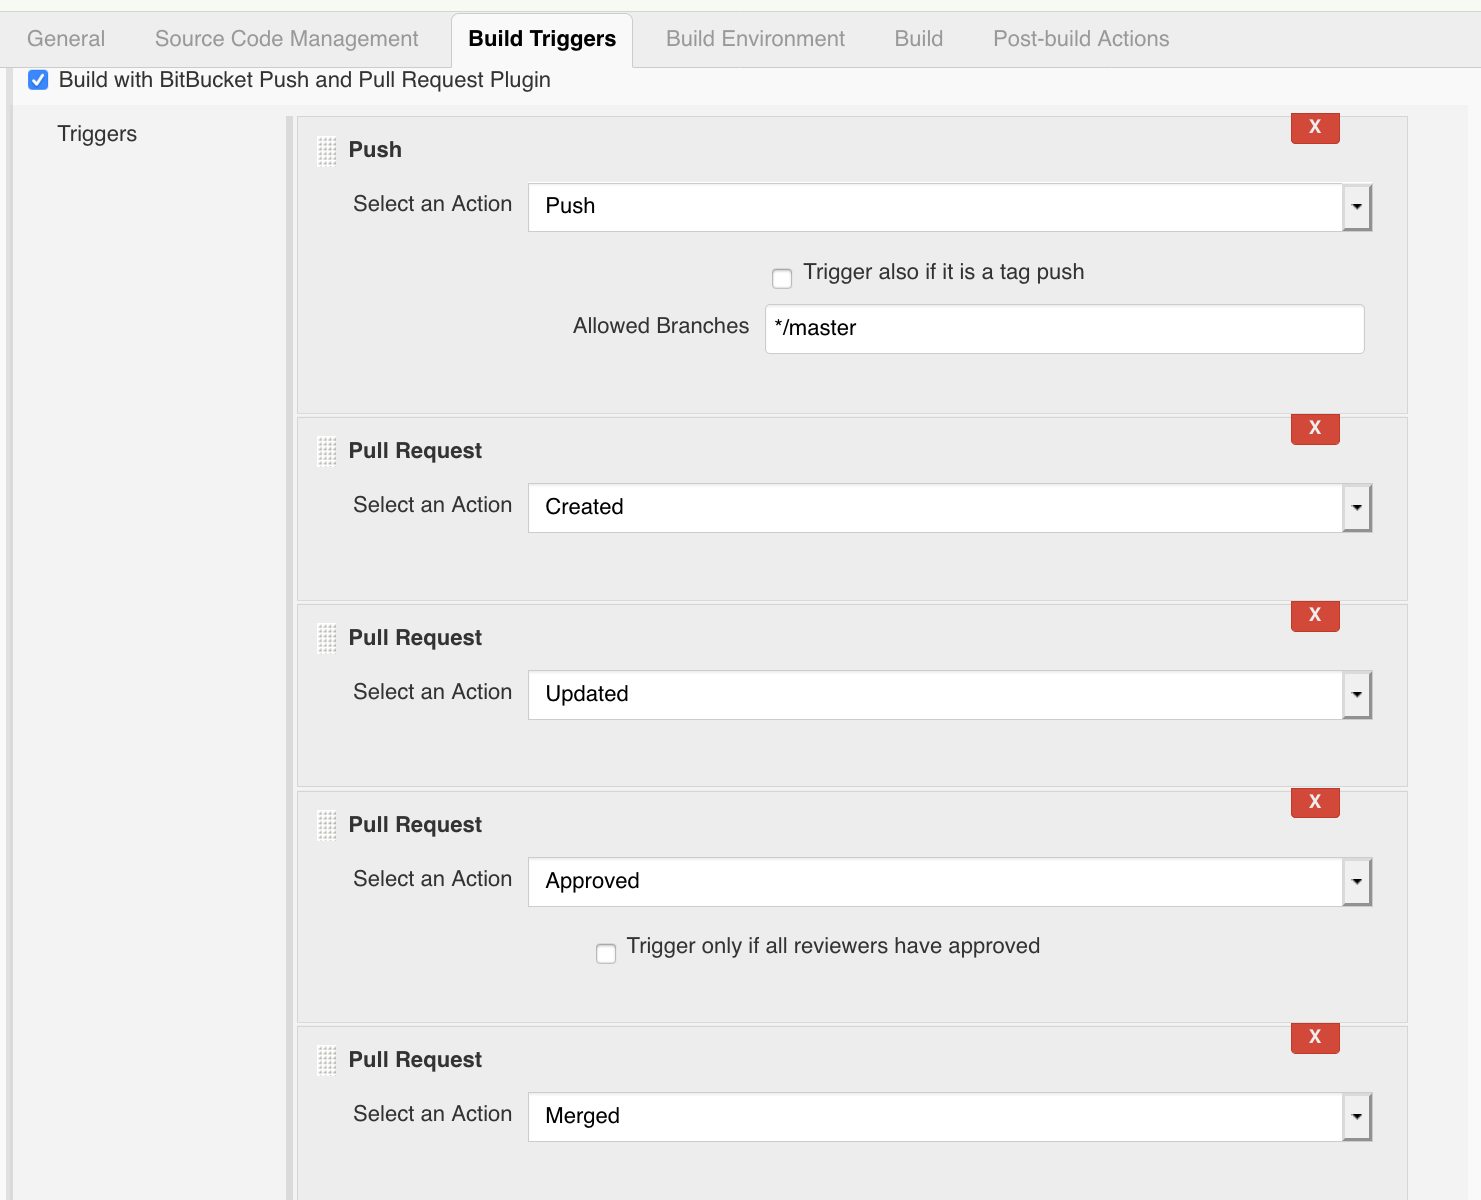 General Source Code Management Build Triggers Build Environment Build Post-build Actions
Build with BitBucket Push and Pull Request Plugin
Triggers
X
Push
Select an Action Push
Trigger also if it is a tag push
Allowed Branches */master
X
Pull Request
Select an Action Created
X
Pull Request
Select an Action Updated
X
Pull Request
Select an Action Approved
Trigger only if all reviewers have approved
X
Pull Request
Select an Action Merged